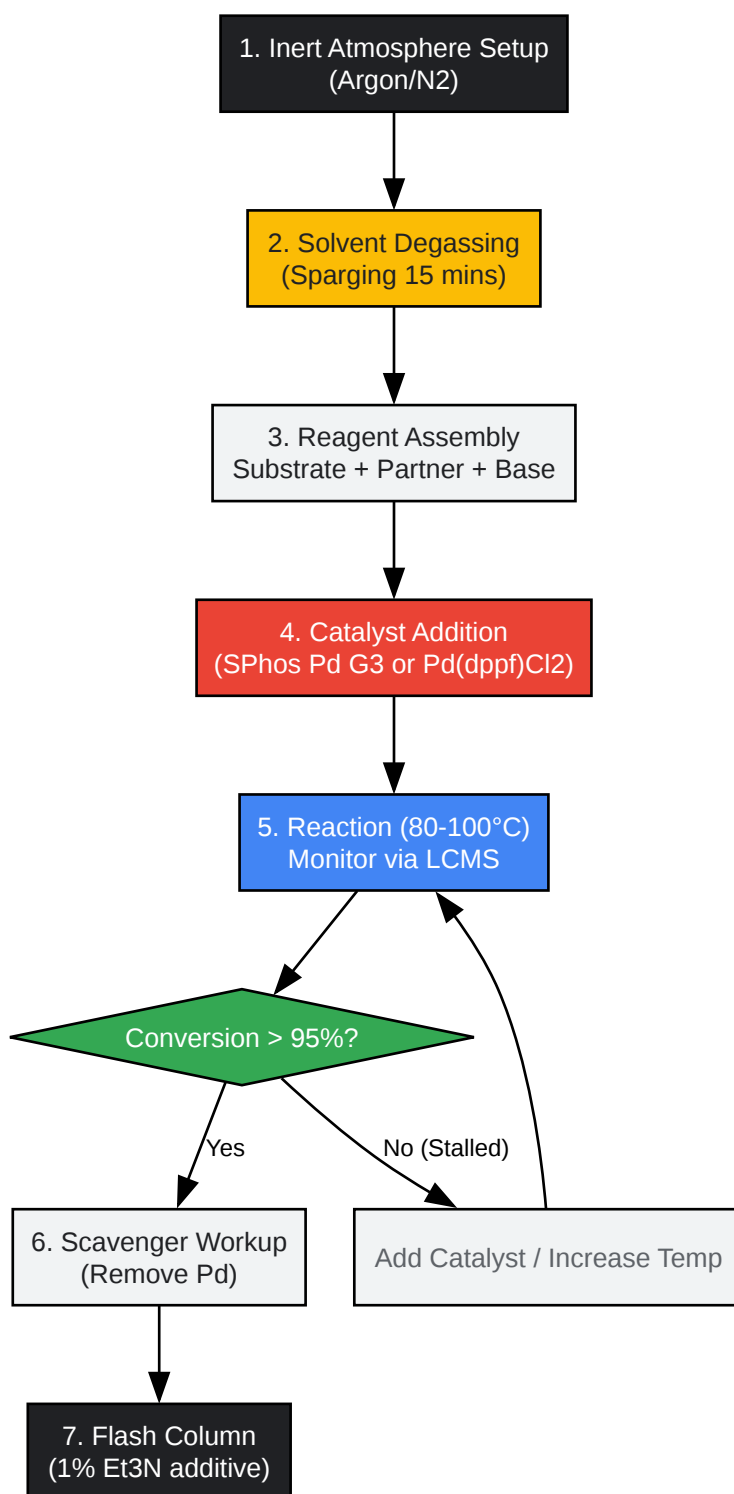 1. Inert Atmosphere Setup
(Argon/N2)
2. Solvent Degassing
(Sparging 15 mins)
3. Reagent Assembly
Substrate + Partner + Base
4. Catalyst Addition
(SPhos Pd G3 or Pd(dppf)Cl2)
5. Reaction (80-100°C)
Monitor via LCMS
Conversion > 95%?
Yes
No (Stalled)
6. Scavenger Workup
(Remove Pd)
Add Catalyst / Increase Temp
7. Flash Column
(1% Et3N additive)